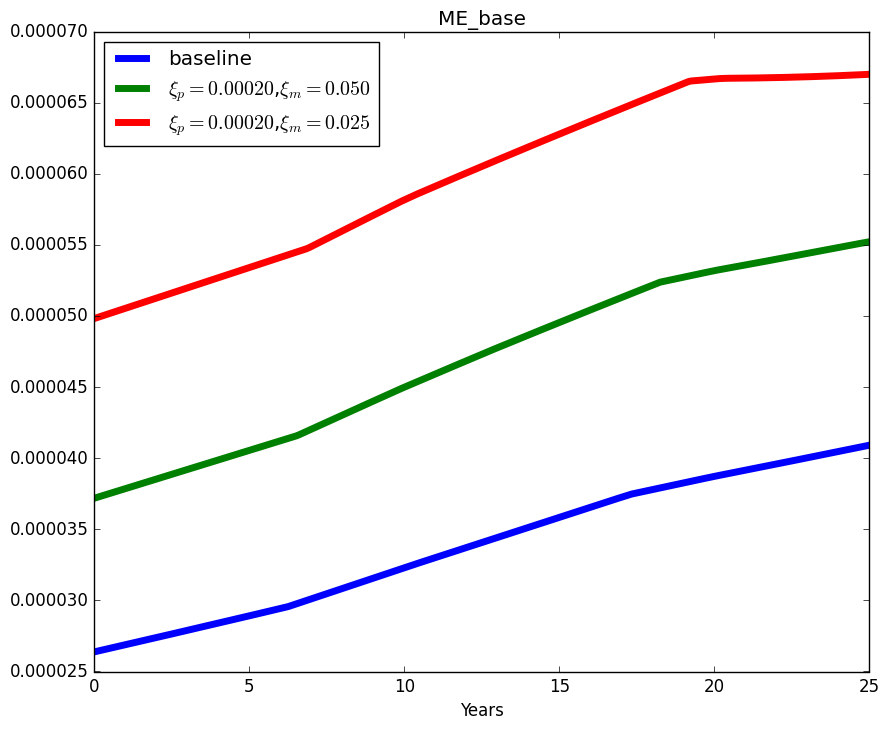 ME_base
0.000070
0.000065
0.000060
0.000055
0.000050
0.000045
0.000040
0.000035
0.000030
0.000025
baseline
ξₚ = 0.00020,ξₘ = 0.050
ξₚ = 0.00020,ξₘ = 0.025
0 5 10 15 20 25
Years